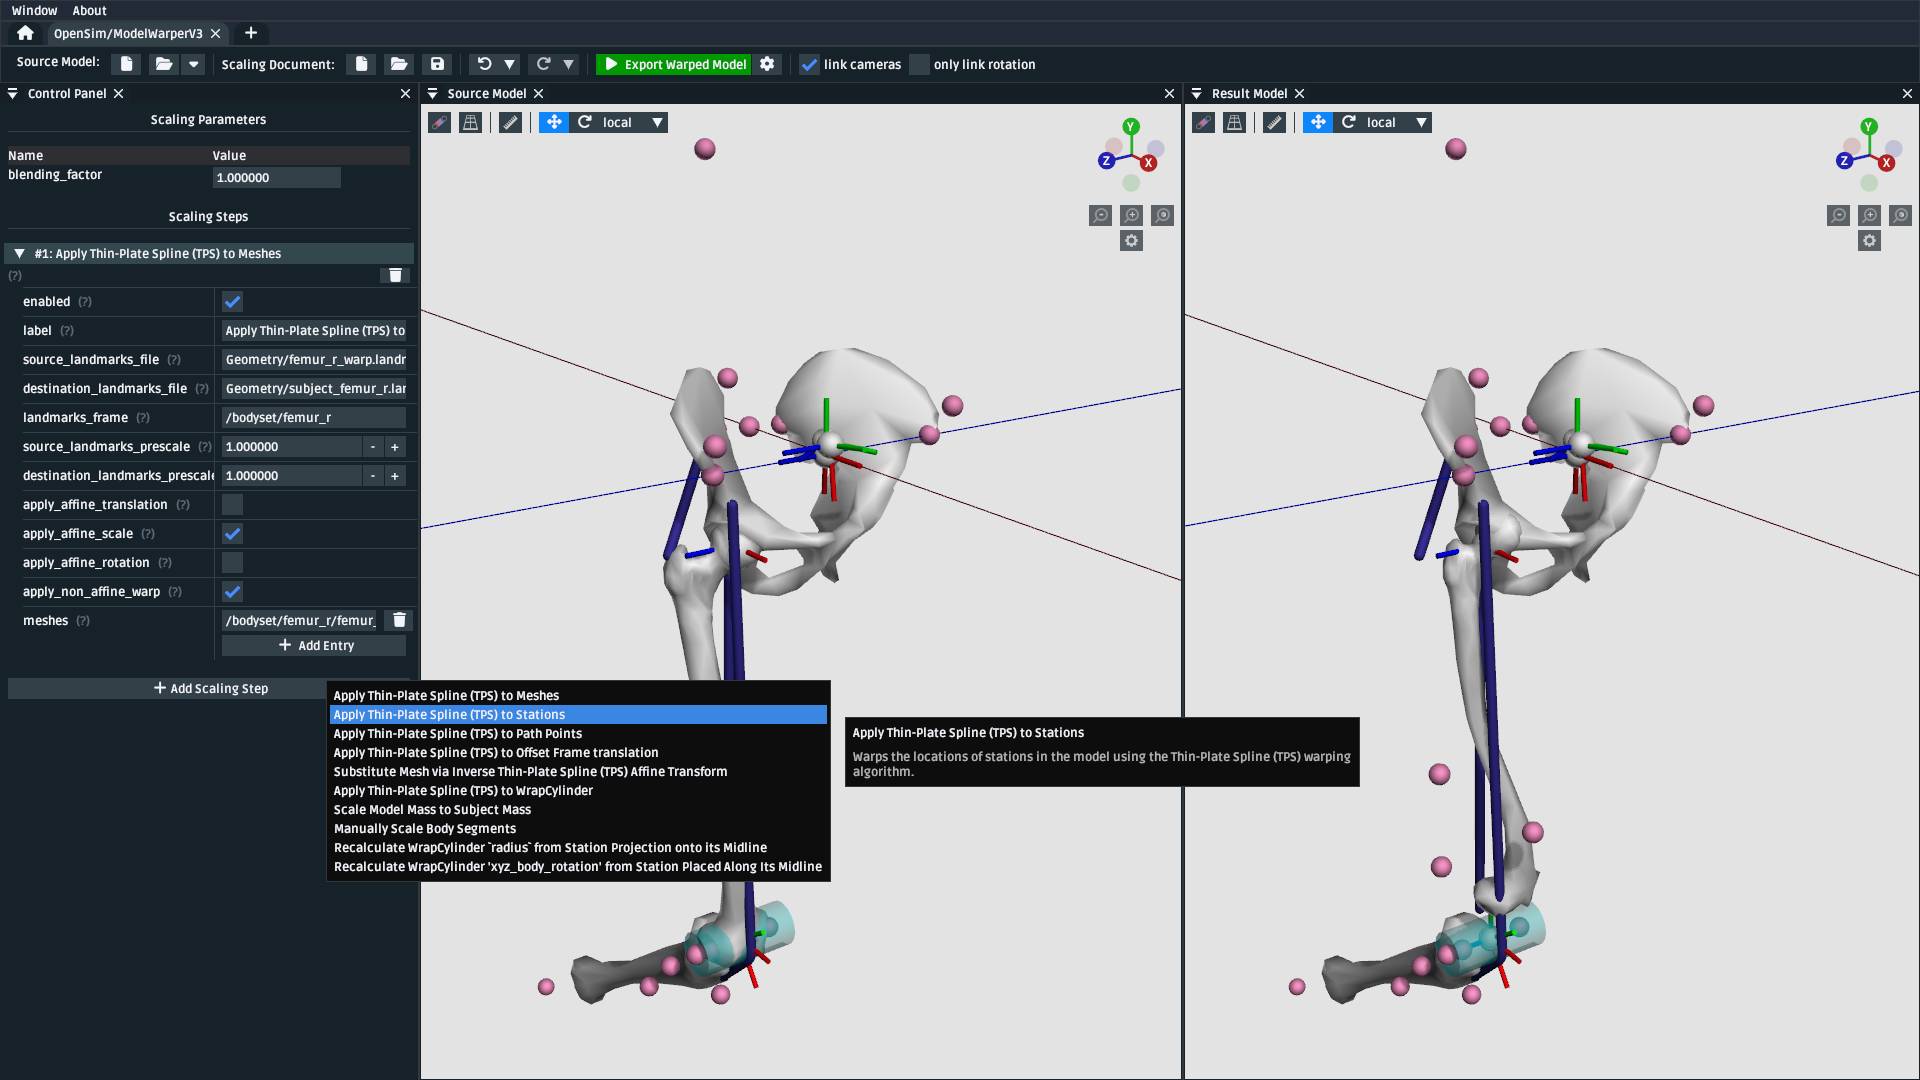 Window About
OpenSim/ModelWarperV3
Source Model: Scaling Document: Export Warped Model link cameras only link rotation
Control Panel
Scaling Parameters
Name Value
blending_factor 1.000000
Scaling Steps
#1: Apply Thin-Plate Spline (TPS) to Meshes
(?)
enabled (?)
label (?) Apply Thin-Plate Spline (TPS) to
source_landmarks_file (?) Geometry/femur_r_warp.landr
destination_landmarks_file (?) Geometry/subject_femur_r.lar
landmarks_frame (?) /bodyset/femur_r
source_landmarks_prescale (?) 1.000000 - +
destination_landmarks_prescale 1.000000 - +
apply_affine_translation (?)
apply_affine_scale (?)
apply_affine_rotation (?)
apply_non_affine_warp (?)
meshes (?) /bodyset/femur_r/femur_
Add Entry
Add Scaling Step
Apply Thin-Plate Spline (TPS) to Meshes
Apply Thin-Plate Spline (TPS) to Stations
Apply Thin-Plate Spline (TPS) to Path Points
Apply Thin-Plate Spline (TPS) to Offset Frame translation
Substitute Mesh via Inverse Thin-Plate Spline (TPS) Affine Transform
Apply Thin-Plate Spline (TPS) to WrapCylinder
Scale Model Mass to Subject Mass
Manually Scale Body Segments
Recalculate WrapCylinder `radius` from Station Projection onto its Midline
Recalculate WrapCylinder 'xyz_body_rotation' from Station Placed Along Its Midline
Source Model
local
Y
Z X
Apply Thin-Plate Spline (TPS) to Stations
Warps the locations of stations in the model using the Thin-Plate Spline (TPS) warping
algorithm.
Result Model
local
Y
Z X